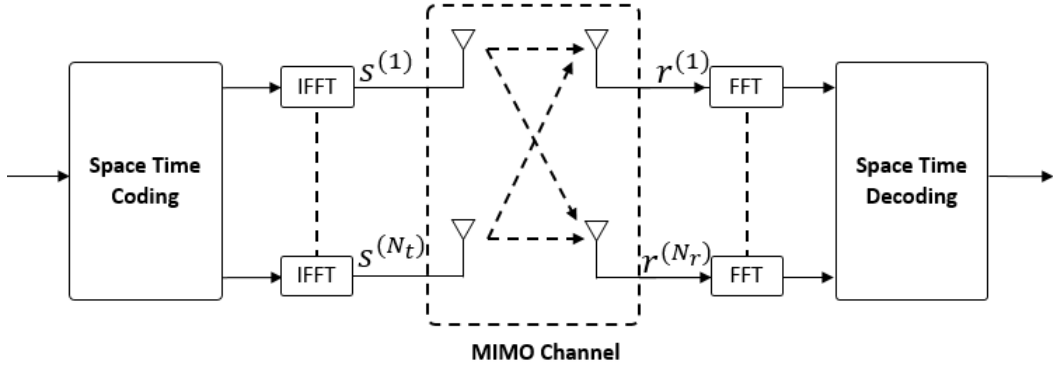 Space Time
Coding
IFFT
s^{(1)}
IFFT
s^{(N_t)}
r^{(1)}
FFT
r^{(N_r)}
FFT
Space Time
Decoding
MIMO Channel